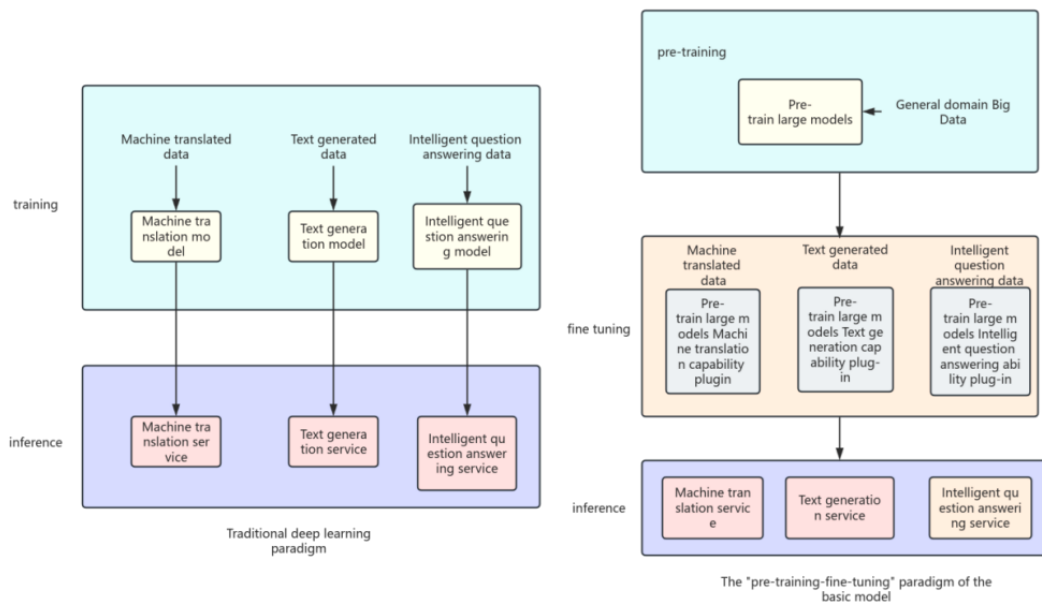 Machine translated
data
Text generated
data
Intelligent question
answering data
training
Machine tra
nslation mo
del
Text genera
tion model
Intelligent que
stion answerin
g model
inference
Machine tra
nslation ser
vice
Text genera
tion service
Intelligent qu
estion answer
ing service
Traditional deep learning
paradigm
pre-training
Pre-
train large models
General domain Big
Data
Machine
translated
data
Text generated
data
Intelligent
question
answering data
fine tuning
Pre-
train large m
odels Machi
ne translatio
n capability
plugin
Pre-
train large m
odels Text ge
neration cap
ability plug-
in
Pre-
train large m
odels Intellig
ent question
answering abi
lity plug-in
inference
Machine tran
slation servic
e
Text generatio
n service
Intelligent qu
estion answeri
ng service
The "pre-training-fine-tuning" paradigm of the
basic model